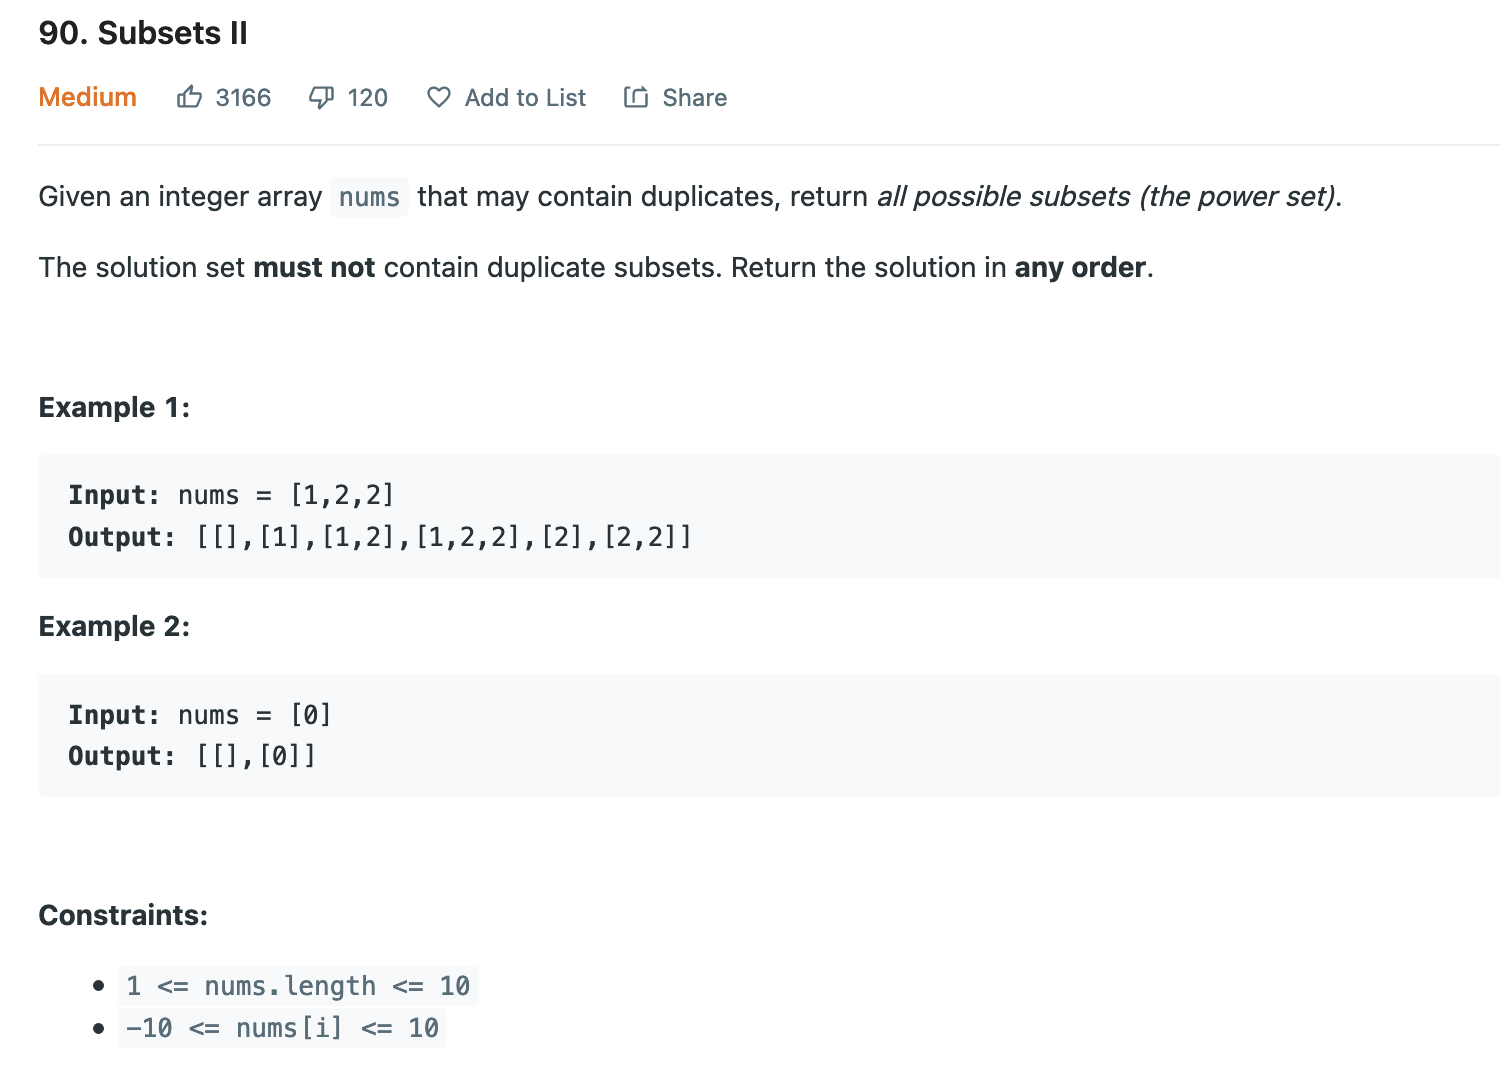 90. Subsets II
Medium 3166 120 Add to List Share
Given an integer array nums that may contain duplicates, return all possible subsets (the power set).
The solution set must not contain duplicate subsets. Return the solution in any order.
Example 1:
Input: nums = [1,2,2]
Output: [[],[1],[1,2],[1,2,2],[2],[2,2]]
Example 2:
Input: nums = [0]
Output: [[],[0]]
Constraints:
• 1 <= nums.length <= 10
• -10 <= nums[i] <= 10